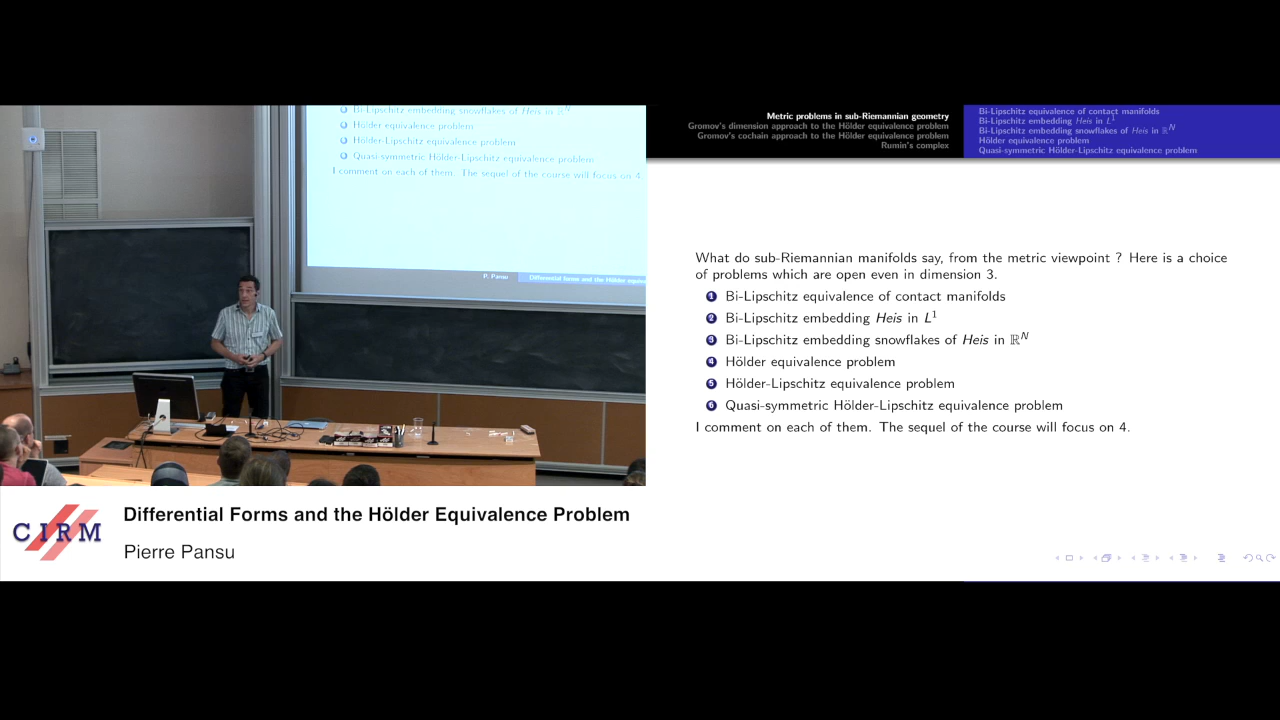 Bi-Lipschitz embedding snowflakes of Heis in ℝ^N
Hölder equivalence problem
Hölder-Lipschitz equivalence problem
Quasi-symmetric Hölder-Lipschitz equivalence problem
I comment on each of them. The sequel of the course will focus on 4
P. Pansu
Differential forms and the Hölder
CIRM
Differential Forms and the Hölder Equivalence Problem
Pierre Pansu
Metric problems in sub-Riemannian geometry
Gromov's dimension approach to the Hölder equivalence problem
Gromov's cochain approach to the Hölder equivalence problem
Rumin's complex
Bi-Lipschitz equivalence of contact manifolds
Bi-Lipschitz embedding Heis in L^1
Bi-Lipschitz embedding snowflakes of Heis in ℝ^N
Hölder equivalence problem
Quasi-symmetric Hölder-Lipschitz equivalence problem
What do sub-Riemannian manifolds say, from the metric viewpoint ? Here is a choice
of problems which are open even in dimension 3.
1 Bi-Lipschitz equivalence of contact manifolds
2 Bi-Lipschitz embedding Heis in L^1
3 Bi-Lipschitz embedding snowflakes of Heis in ℝ^N
4 Hölder equivalence problem
5 Hölder-Lipschitz equivalence problem
6 Quasi-symmetric Hölder-Lipschitz equivalence problem
I comment on each of them. The sequel of the course will focus on 4.